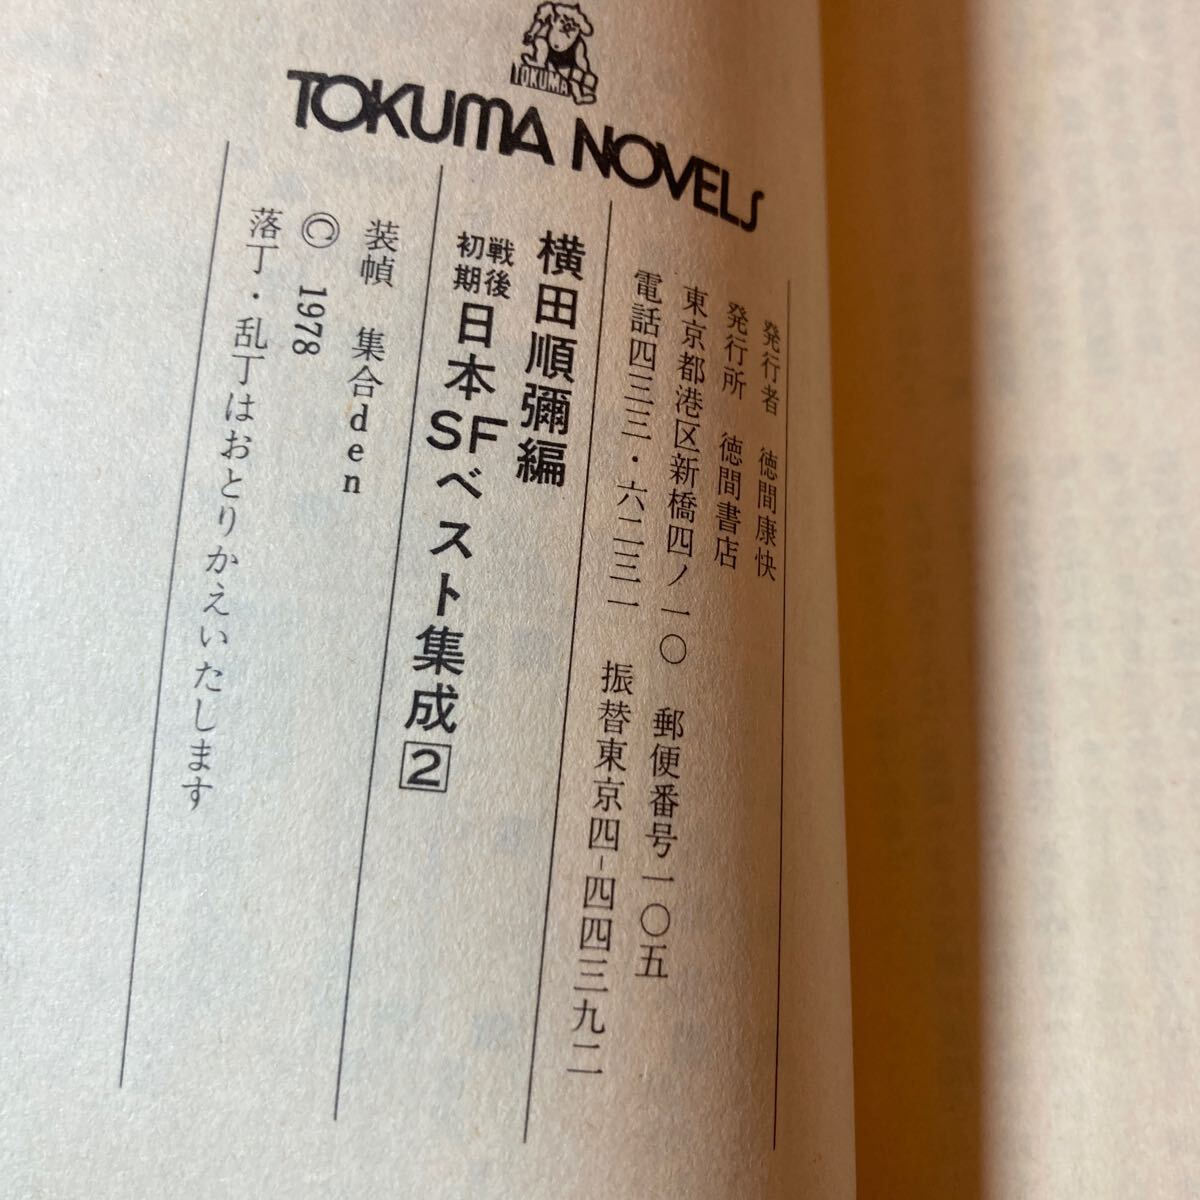 TOKUMA
TOKUMA NOVELS
発行者 徳間康快
発行所 徳間書店
東京都港区新橋四ノ一〇 郵便番号一〇五
電話四三三・六二三一 振替東京四-四四三九二
横田順彌編
戦後初期日本SFベスト集成2
装幀 集合den
© 1978
落丁・乱丁はおとりかえいたします